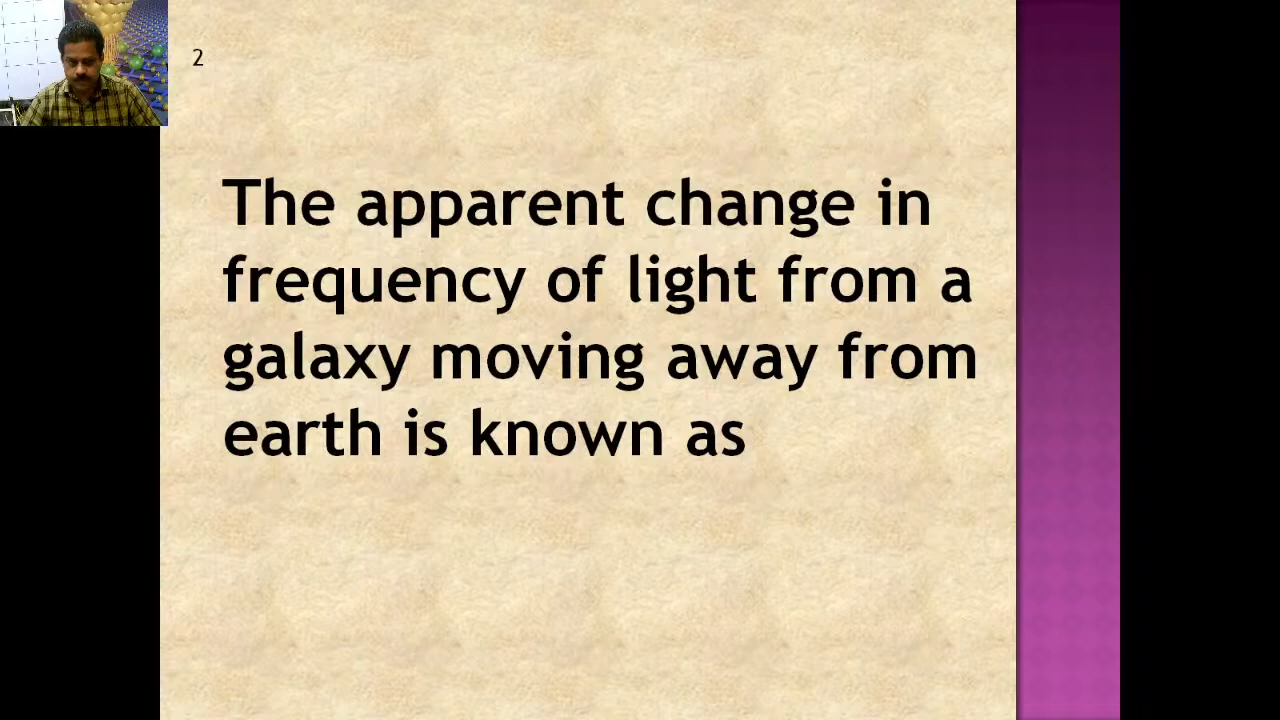 2
The apparent change in
frequency of light from a
galaxy moving away from
earth is known as